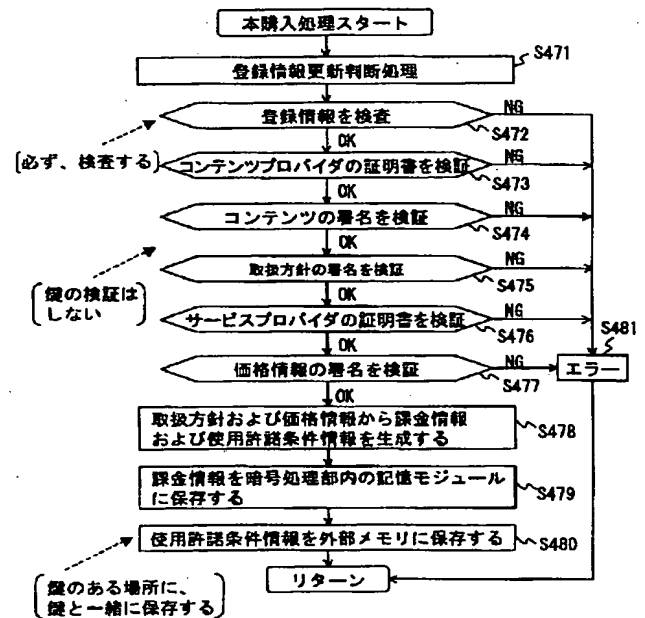 本購入処理スタート
登録情報更新判断処理
S471
登録情報を検査
NG
S472
OK
必ず、検査する
コンテンツプロバイダの証明書を検証
NG
S473
OK
コンテンツの署名を検証
NG
S474
OK
取扱方針の署名を検証
NG
S475
鍵の検証は
しない
OK
サービスプロバイダの証明書を検証
NG
S476
OK
価格情報の署名を検証
NG
S477
S481
エラー
OK
取扱方針および価格情報から課金情報
および使用許諾条件情報を生成する
S478
課金情報を暗号処理部内の記憶モジュール
に保存する
S479
使用許諾条件情報を外部メモリに保存する
S480
鍵のある場所に、
鍵と一緒に保存する
リターン